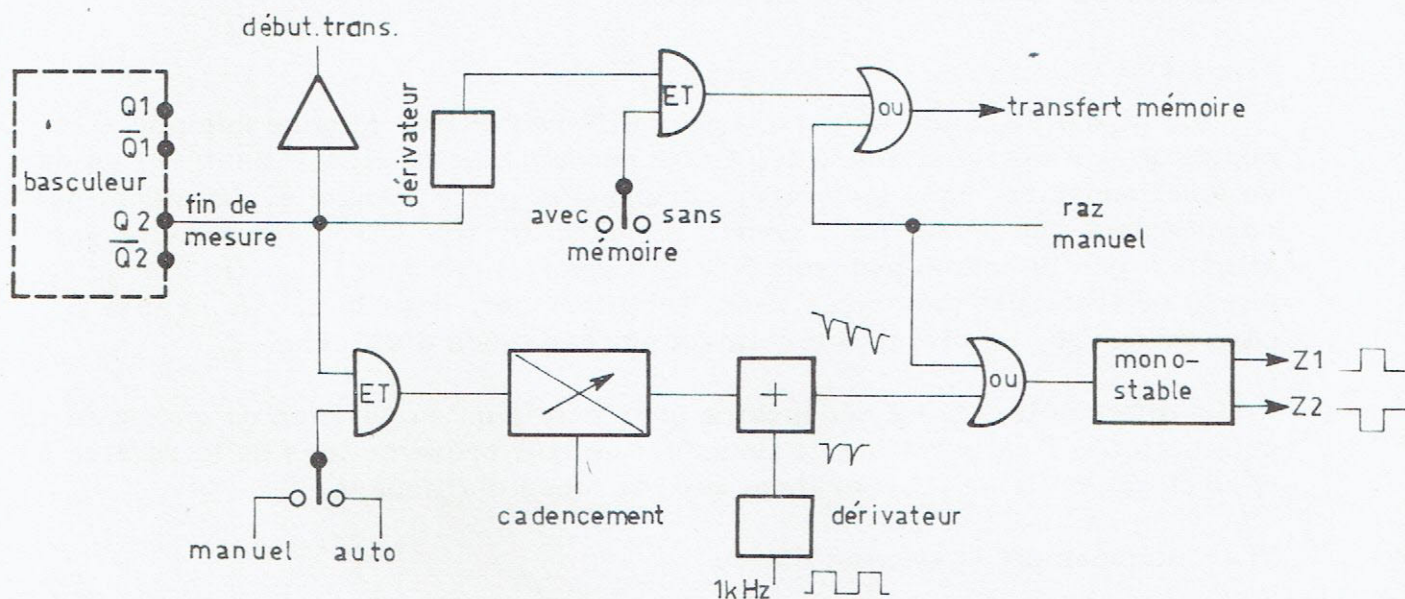 début.trans.
Q1
Q1
basculeur
Q2
Q2
fin de
mesure
dérivateur
ET
avec
sans
mémoire
ou
transfert mémoire
raz
manuel
ET
manuel
auto
cadencement
+
dérivateur
1kHz
ou
mono-
stable
Z1
Z2